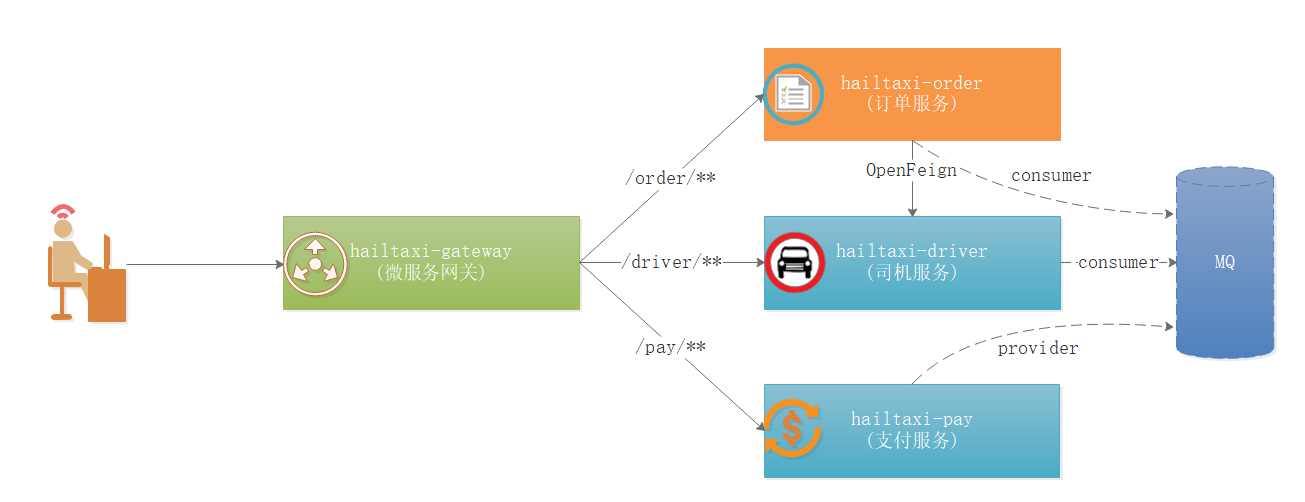 hailtaxi-order
(订单服务)
/order/**
OpenFeign
consumer
hailtaxi-gateway
(微服务网关)
/driver/**
hailtaxi-driver
(司机服务)
consumer
MQ
/pay/**
provider
hailtaxi-pay
(支付服务)